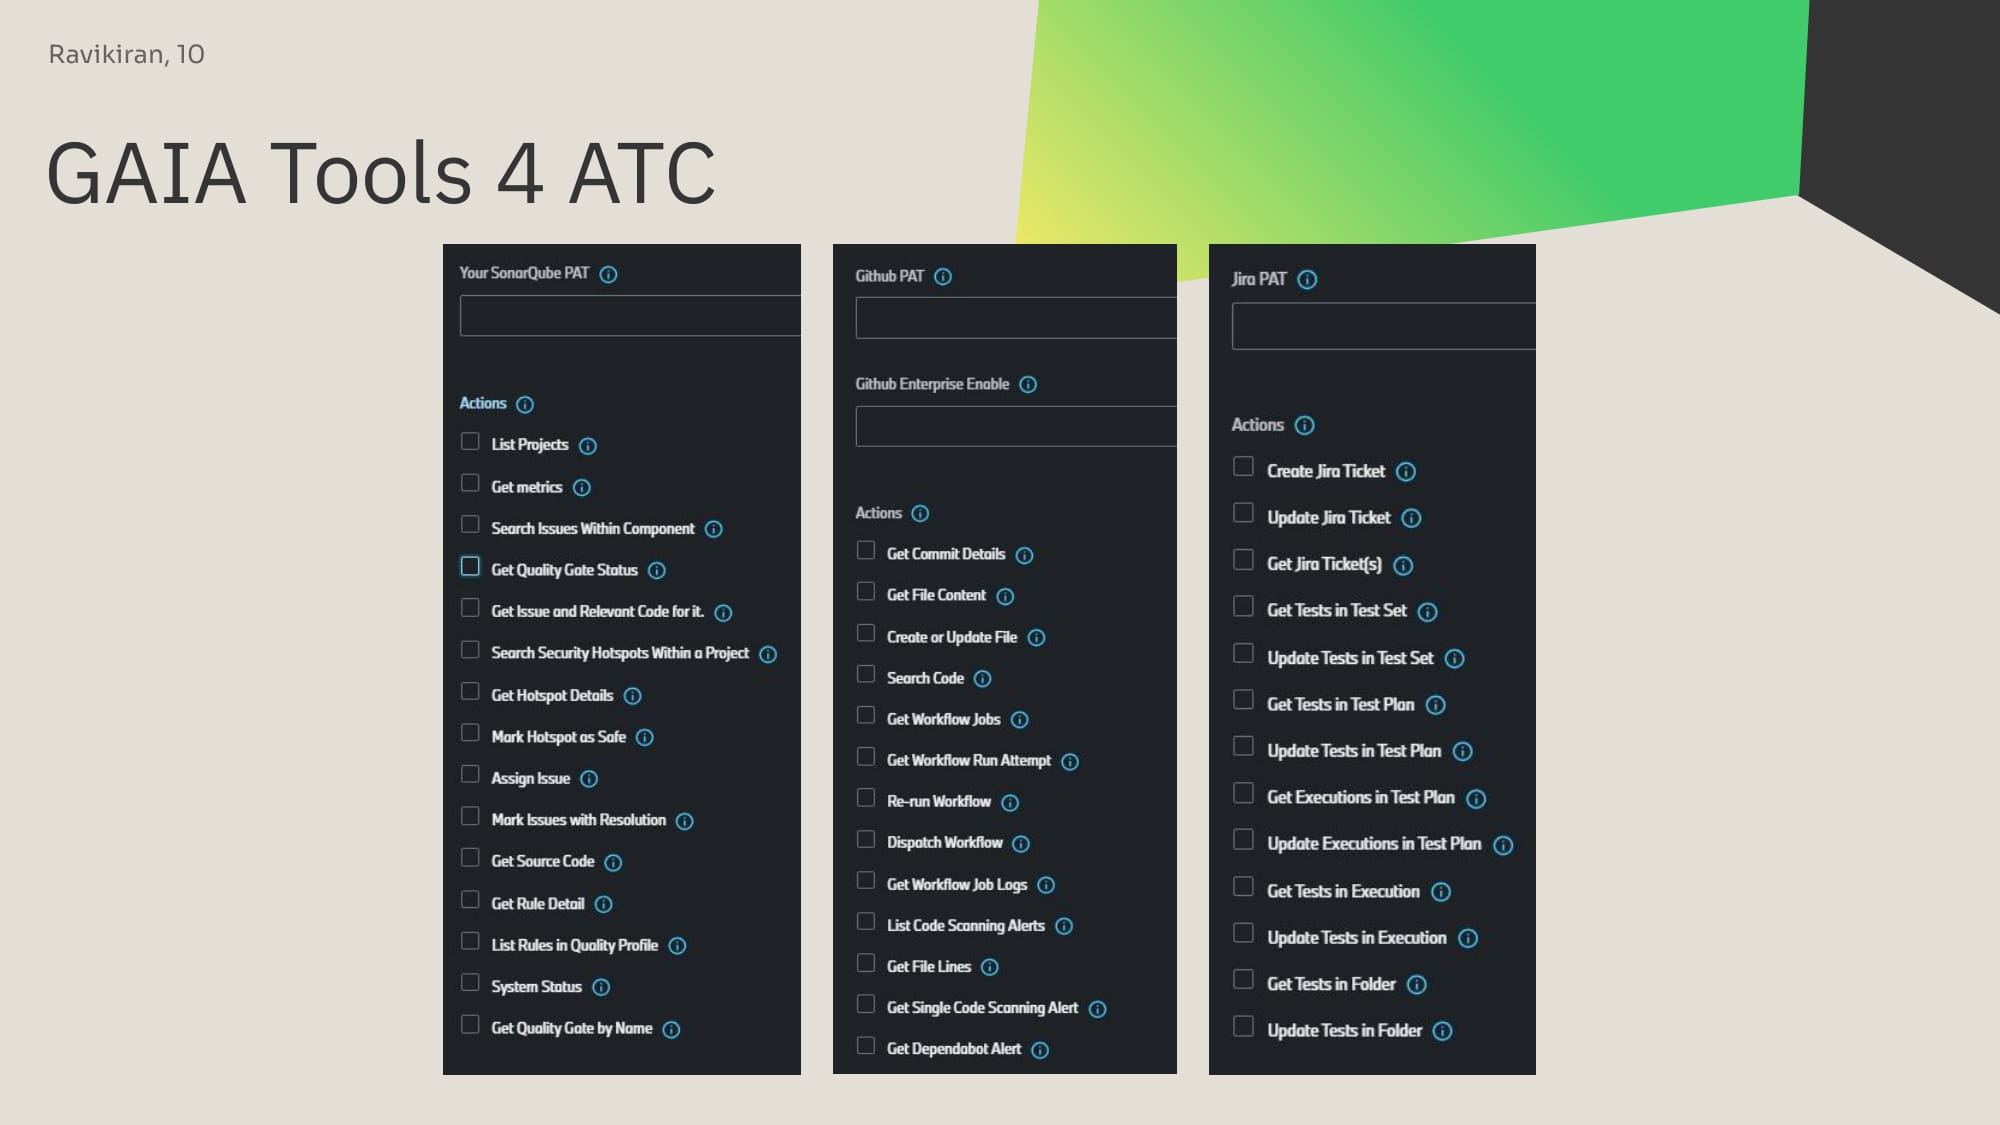 Ravikiran, 10
GAIA Tools 4 ATC
Your SonarQube PAT
Actions
List Projects
Get metrics
Search Issues Within Component
Get Quality Gate Status
Get Issue and Relevant Code for it.
Search Security Hotspots Within a Project
Get Hotspot Details
Mark Hotspot as Safe
Assign Issue
Mark Issues with Resolution
Get Source Code
Get Rule Detail
List Rules in Quality Profile
System Status
Get Quality Gate by Name
Github PAT
Github Enterprise Enable
Actions
Get Commit Details
Get File Content
Create or Update File
Search Code
Get Workflow Jobs
Get Workflow Run Attempt
Re-run Workflow
Dispatch Workflow
Get Workflow Job Logs
List Code Scanning Alerts
Get File Lines
Get Single Code Scanning Alert
Get Dependabot Alert
Jira PAT
Actions
Create Jira Ticket
Update Jira Ticket
Get Jira Ticket(s)
Get Tests in Test Set
Update Tests in Test Set
Get Tests in Test Plan
Update Tests in Test Plan
Get Executions in Test Plan
Update Executions in Test Plan
Get Tests in Execution
Update Tests in Execution
Get Tests in Folder
Update Tests in Folder